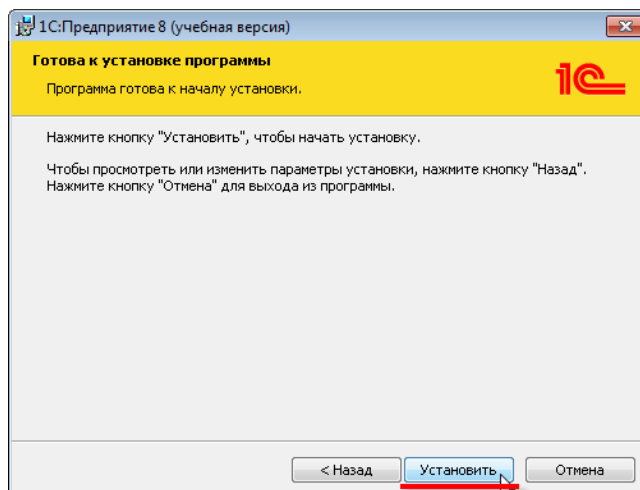 1С:Предприятие 8 (учебная версия)
Готова к установке программы
Программа готова к началу установки.
1С
Нажмите кнопку "Установить", чтобы начать установку.
Чтобы просмотреть или изменить параметры установки, нажмите кнопку "Назад".
Нажмите кнопку "Отмена" для выхода из программы.
< Назад
Установить
Отмена